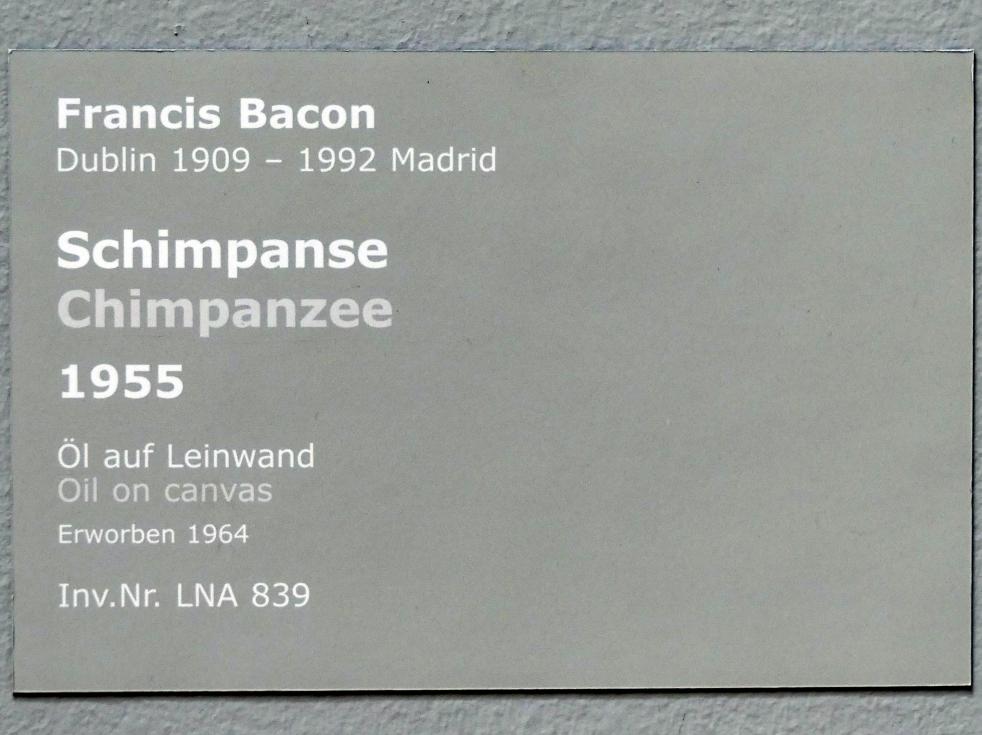 Francis Bacon
Dublin 1909 – 1992 Madrid
Schimpanse
Chimpanzee
1955
Öl auf Leinwand
Oil on canvas
Erworben 1964
Inv.Nr. LNA 839